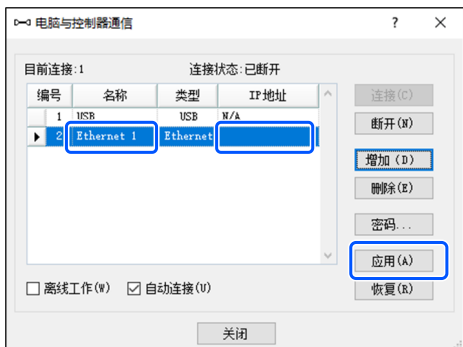 电脑与控制器通信
目前连接:1 连接状态:已断开
编号 名称 类型 IP地址
1 USB USB N/A
2 Ethernet 1 Ethernet
连接(C)
断开(N)
增加(D)
删除(E)
密码...
应用(A)
恢复(R)
离线工作(W) 自动连接(U)
关闭